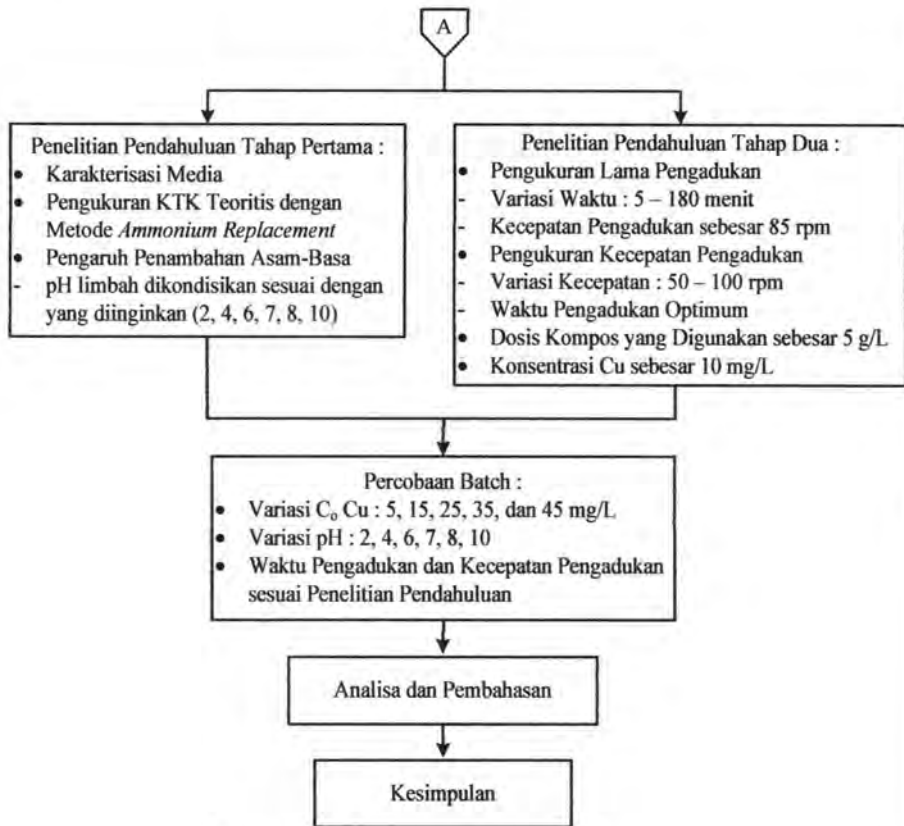 A
Penelitian Pendahuluan Tahap Pertama :
• Karakterisasi Media
• Pengukuran KTK Teoritis dengan
Metode Ammonium Replacement
• Pengaruh Penambahan Asam-Basa
- pH limbah dikondisikan sesuai dengan
yang diinginkan (2, 4, 6, 7, 8, 10)
Penelitian Pendahuluan Tahap Dua :
• Pengukuran Lama Pengadukan
- Variasi Waktu : 5 – 180 menit
- Kecepatan Pengadukan sebesar 85 rpm
• Pengukuran Kecepatan Pengadukan
- Variasi Kecepatan : 50 – 100 rpm
- Waktu Pengadukan Optimum
• Dosis Kompos yang Digunakan sebesar 5 g/L
• Konsentrasi Cu sebesar 10 mg/L
Percobaan Batch :
• Variasi Co Cu : 5, 15, 25, 35, dan 45 mg/L
• Variasi pH : 2, 4, 6, 7, 8, 10
• Waktu Pengadukan dan Kecepatan Pengadukan
sesuai Penelitian Pendahuluan
Analisa dan Pembahasan
Kesimpulan